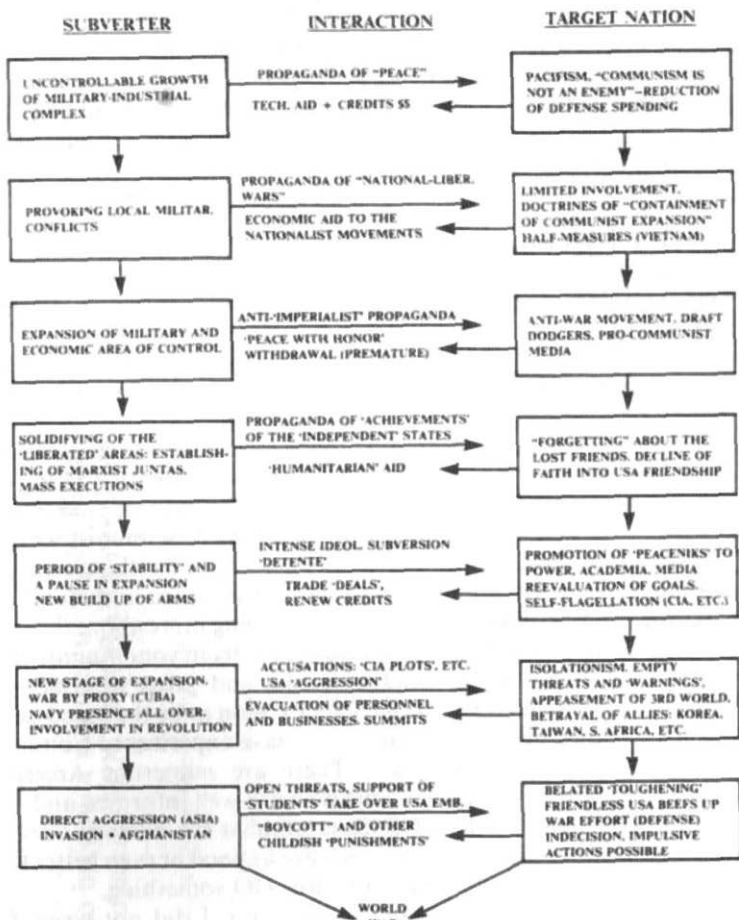 SUBVERTER
INTERACTION
TARGET NATION
UNCONTROLLABLE GROWTH
OF MILITARY-INDUSTRIAL
COMPLEX
PROPAGANDA OF "PEACE"
TECH. AID + CREDITS $$
PACIFISM, "COMMUNISM IS
NOT AN ENEMY"–REDUCTION
OF DEFENSE SPENDING
PROVOKING LOCAL MILITAR.
CONFLICTS
PROPAGANDA OF "NATIONAL-LIBER.
WARS"
ECONOMIC AID TO THE
NATIONALIST MOVEMENTS
LIMITED INVOLVEMENT.
DOCTRINES OF "CONTAINMENT
OF COMMUNIST EXPANSION"
HALF-MEASURES (VIETNAM)
EXPANSION OF MILITARY AND
ECONOMIC AREA OF CONTROL
ANTI-'IMPERIALIST' PROPAGANDA
'PEACE WITH HONOR'
WITHDRAWAL (PREMATURE)
ANTI-WAR MOVEMENT. DRAFT
DODGERS. PRO-COMMUNIST
MEDIA
SOLIDIFYING OF THE
'LIBERATED' AREAS: ESTABLISH-
ING OF MARXIST JUNTAS.
MASS EXECUTIONS
PROPAGANDA OF 'ACHIEVEMENTS'
OF THE 'INDEPENDENT' STATES
'HUMANITARIAN' AID
"FORGETTING" ABOUT THE
LOST FRIENDS. DECLINE OF
FAITH INTO USA FRIENDSHIP
PERIOD OF 'STABILITY' AND
A PAUSE IN EXPANSION
NEW BUILD UP OF ARMS
INTENSE IDEOL. SUBVERSION
'DETENTE'
TRADE 'DEALS',
RENEW CREDITS
PROMOTION OF 'PEACENIKS' TO
POWER. ACADEMIA. MEDIA
REEVALUATION OF GOALS.
SELF-FLAGELLATION (CIA, ETC.)
NEW STAGE OF EXPANSION.
WAR BY PROXY (CUBA)
NAVY PRESENCE ALL OVER.
INVOLVEMENT IN REVOLUTION
ACCUSATIONS: 'CIA PLOTS', ETC.
USA 'AGGRESSION'
EVACUATION OF PERSONNEL
AND BUSINESSES. SUMMITS
ISOLATIONISM. EMPTY
THREATS AND 'WARNINGS'.
APPEASEMENT OF 3RD WORLD.
BETRAYAL OF ALLIES: KOREA,
TAIWAN, S. AFRICA, ETC.
DIRECT AGGRESSION (ASIA)
INVASION • AFGHANISTAN
OPEN THREATS, SUPPORT OF
'STUDENTS' TAKE OVER USA EMB.
"BOYCOTT" AND OTHER
CHILDISH 'PUNISHMENTS'
BELATED 'TOUGHENING'
FRIENDLESS USA BEEFS UP
WAR EFFORT (DEFENSE)
INDECISION, IMPULSIVE
ACTIONS POSSIBLE
WORLD